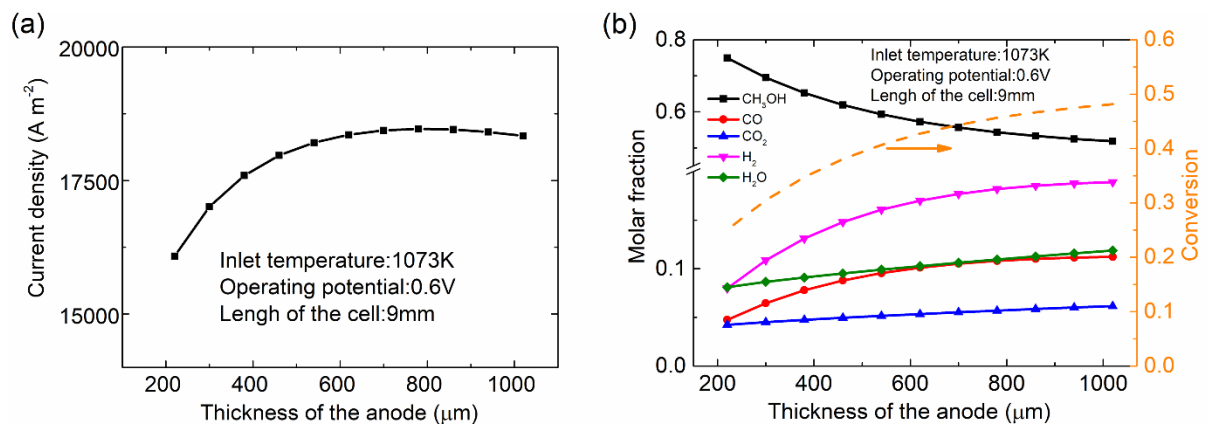 (a)
20000
17500
15000
Current density (A m-2)
Inlet temperature:1073K
Operating potential:0.6V
Lengh of the cell:9mm
200 400 600 800 1000
Thickness of the anode (μm)
(b)
0.8
0.6
0.1
0.0
Molar fraction
CH3OH
CO
CO2
H2
H2O
Inlet temperature:1073K
Operating potential:0.6V
Lengh of the cell:9mm
0.6
0.5
0.4
0.3
0.2
0.1
0.0
Conversion
200 400 600 800 1000
Thickness of the anode (μm)